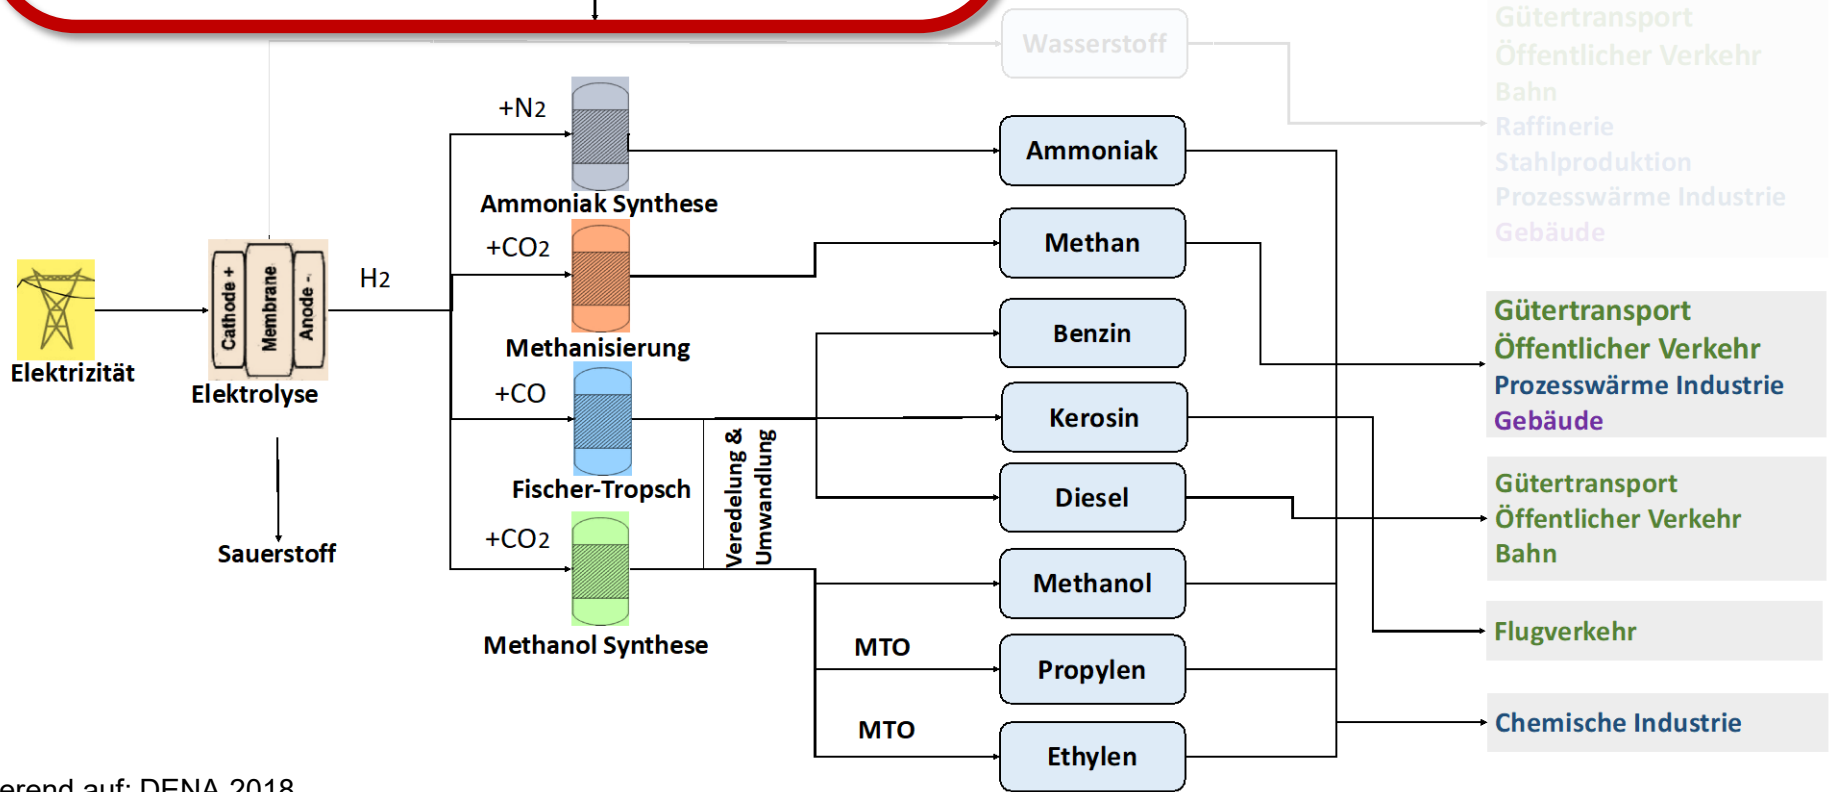 Wasserstoff
Gütertransport
Öffentlicher Verkehr
Bahn
Raffinerie
Stahlproduktion
Prozesswärme Industrie
Gebäude
+N2
Ammoniak Synthese
Ammoniak
+CO2
Methanisierung
Methan
Elektrizität
Cathode +
Membrane
Anode -
Elektrolyse
H2
Sauerstoff
+CO
Fischer-Tropsch
Veredelung &
Umwandlung
Benzin
Kerosin
Diesel
+CO2
Methanol Synthese
Methanol
MTO
Propylen
MTO
Ethylen
Gütertransport
Öffentlicher Verkehr
Prozesswärme Industrie
Gebäude
Gütertransport
Öffentlicher Verkehr
Bahn
Flugverkehr
Chemische Industrie
erend auf: DENA 2018